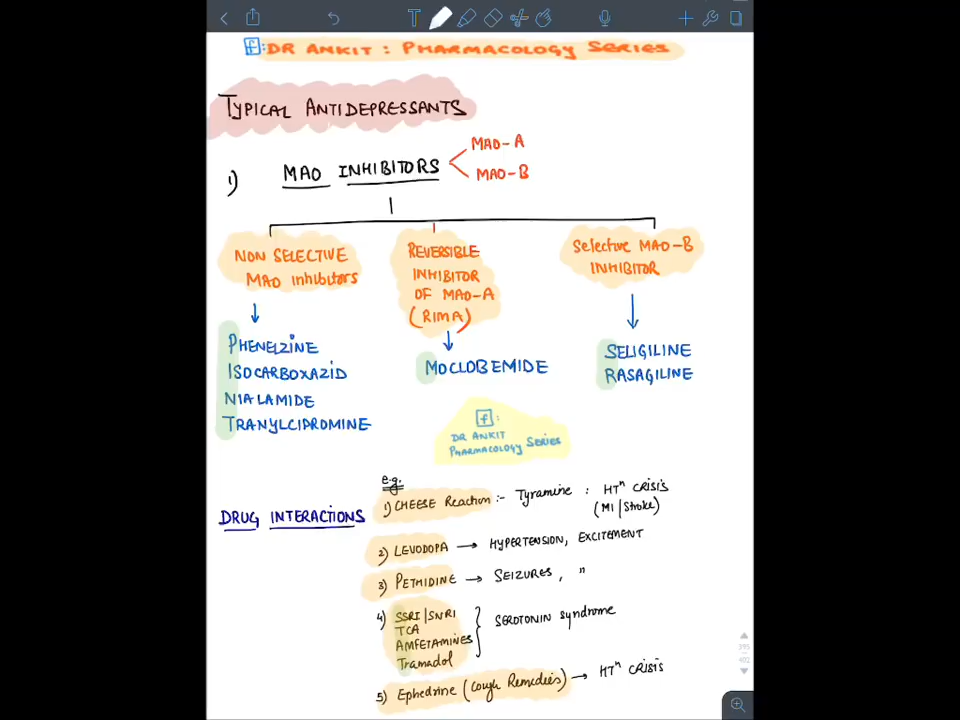 f: DR ANKIT : PHARMACOLOGY SERIES
TYPICAL ANTIDEPRESSANTS
1) MAO INHIBITORS
MAO-A
MAO-B
NON SELECTIVE
MAO inhibitors
REVERSIBLE
INHIBITOR
OF MAO-A
(RIMA)
Selective MAO-B
INHIBITOR
PHENELZINE
ISOCARBOXAZID
NIALAMIDE
TRANYLCIPROMINE
MOCLOBEMIDE
SELIGILINE
RASAGILINE
f:
DR ANKIT
PHARMACOLOGY SERIES
DRUG INTERACTIONS
e.g.
1) CHEESE Reaction :- Tyramine : HTⁿ CRISIS
(MI/Stroke)
2) LEVODOPA → HYPERTENSION, EXCITEMENT
3) PETHIDINE → SEIZURES, "
4) SSRI/SNRI
TCA
AMFETAMINES
Tramadol
} SEROTONIN syndrome
5) Ephedrine (Cough Remedies) → HTⁿ CRISIS
395
402